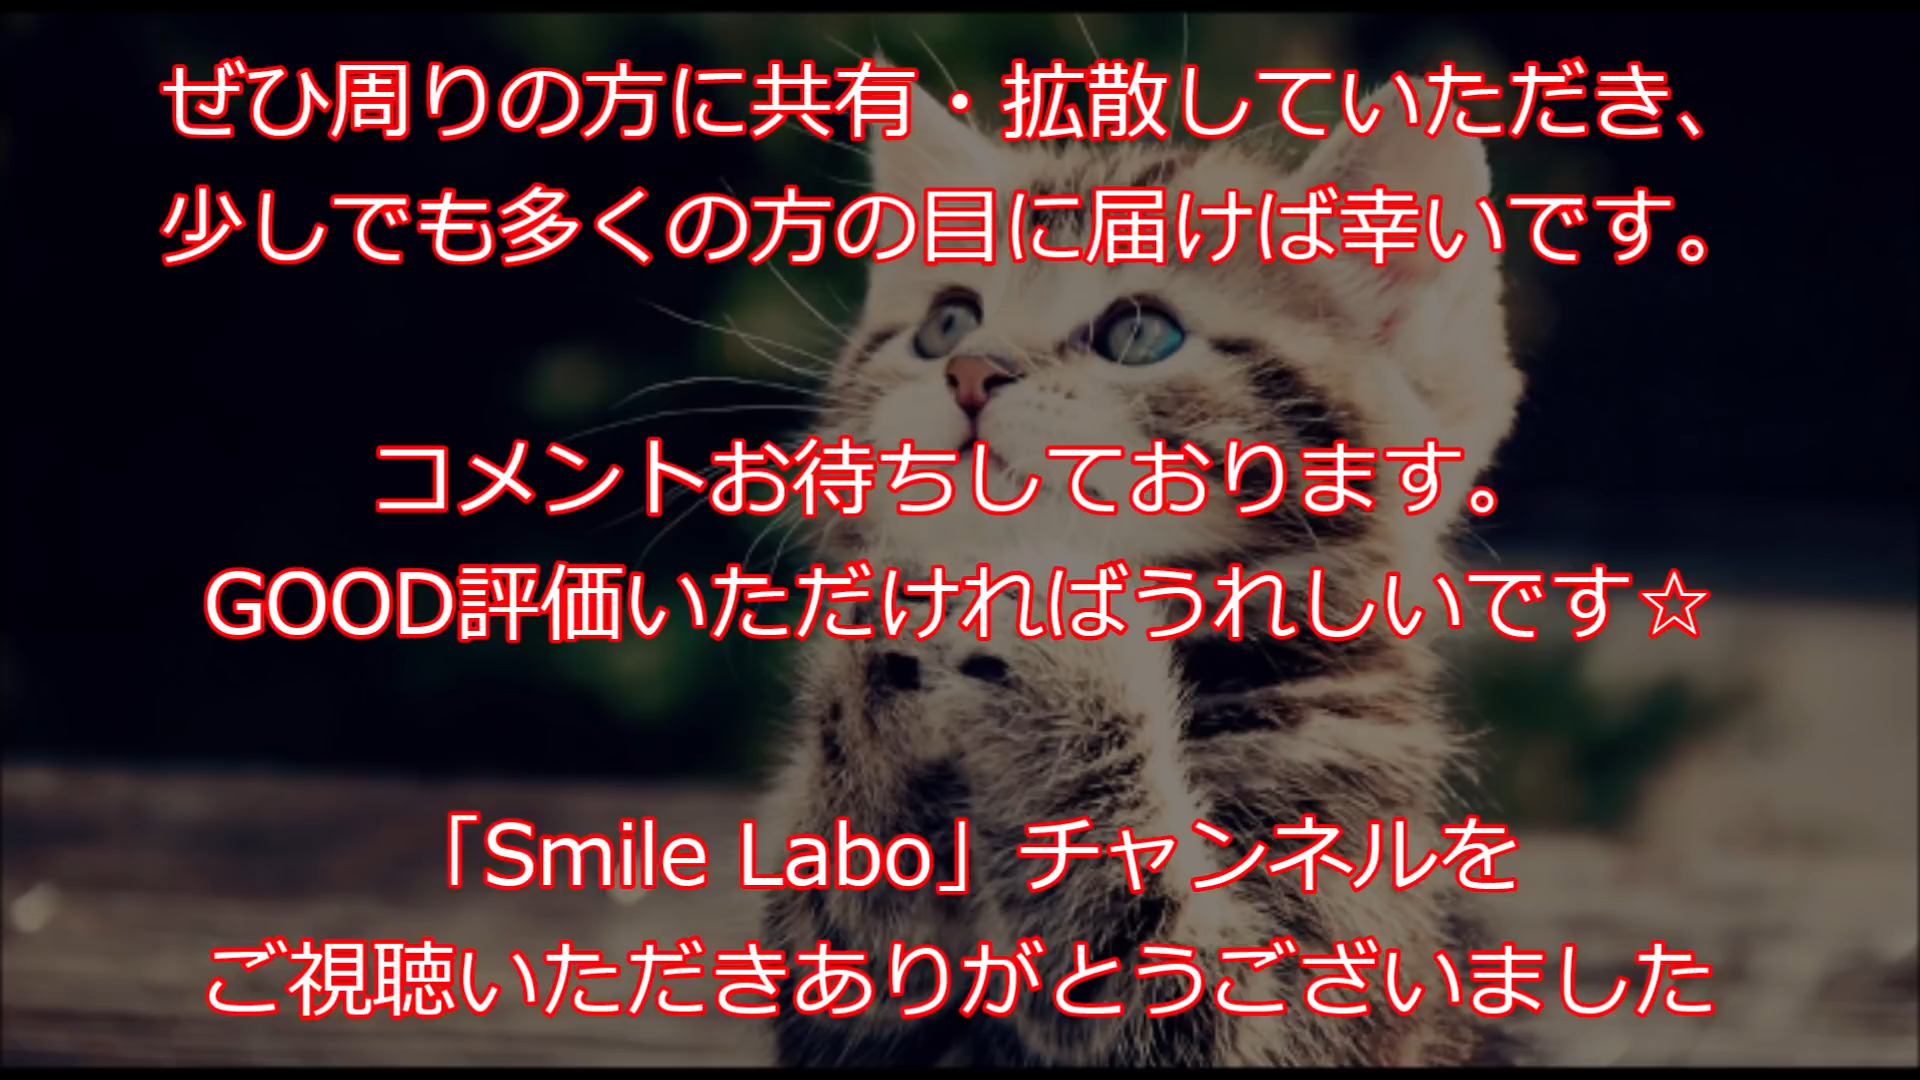 ぜひ周りの方に共有・拡散していただき、
少しでも多くの方の目に届けば幸いです。
コメントお待ちしております。
GOOD評価いただければうれしいです☆
「Smile Labo」チャンネルを
ご視聴いただきありがとうございました